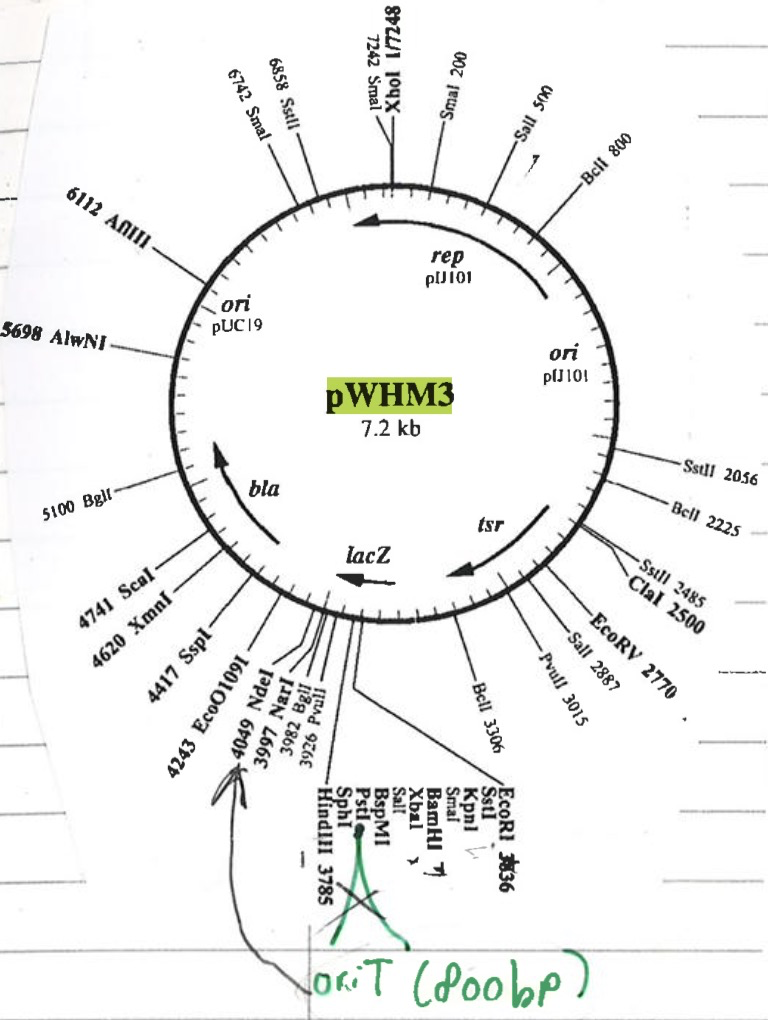 XhoI 1/7248
7242 SmaI
SmaI 200
SalI 500
BclI 800
6858 SstII
6742 SmaI
6112 AflIII
5698 AlwNI
rep
pIJ101
ori
pUC19
ori
pIJ101
pWHM3
7.2 kb
SstII 2056
BclI 2225
SstII 2485
ClaI 2500
EcoRV 2770
SalI 2887
PvuII 3015
BclI 3306
tsr
lacZ
bla
5100 BglI
4741 ScaI
4620 XmnI
4417 SspI
4243 EcoO109I
4049 NdeI
3997 NarI
3982 BglI
3926 PvuII
HindIII 3785
SphI
PstI
BspMI
SalI
XbaI
BamHI
SmaI
KpnI
SstI
EcoRI 3836
oriT (800bp)